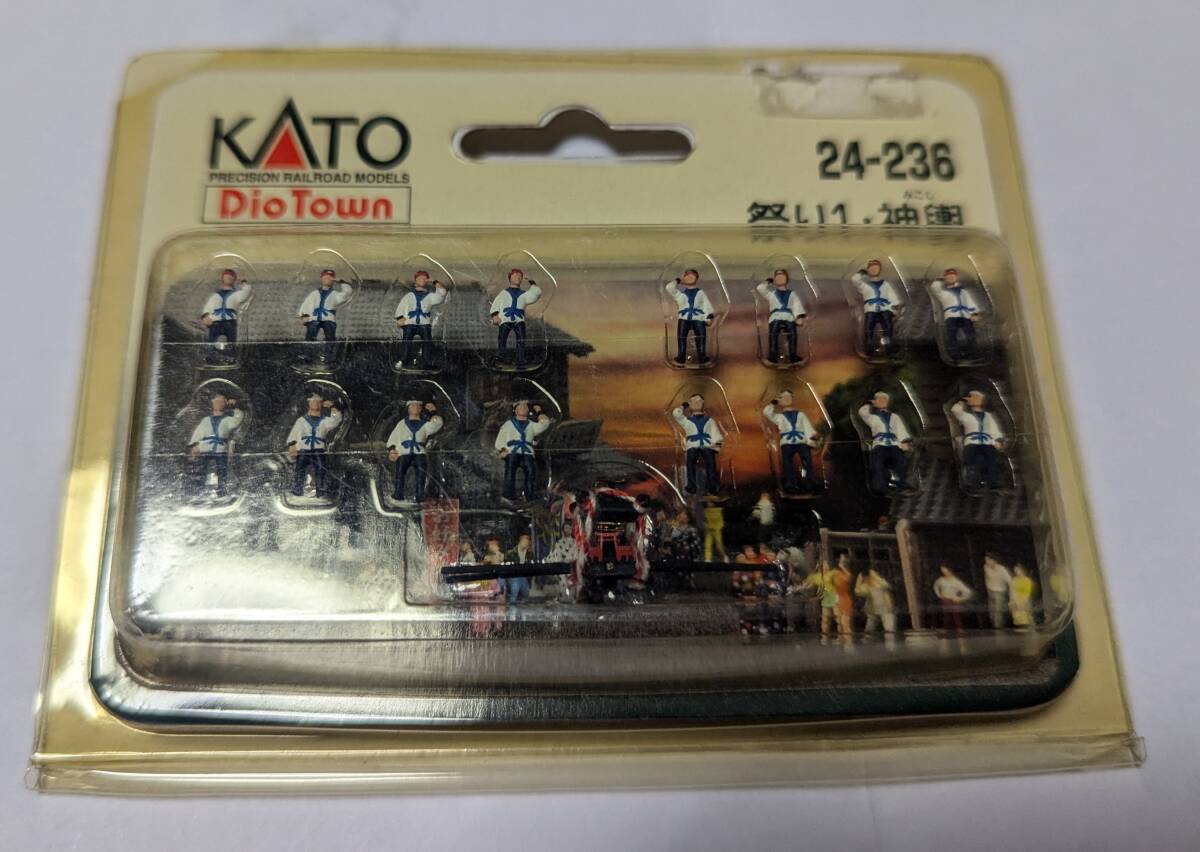 KATO
PRECISION RAILROAD MODELS
DioTown
24-236
みこし
祭り1・神輿